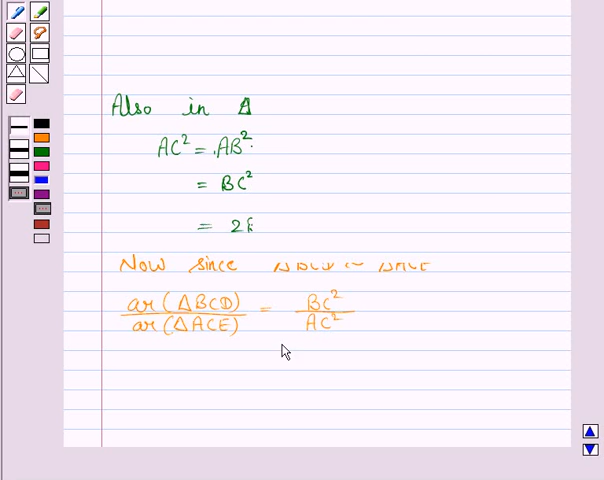 Also in Δ
AC² = AB²
= BC²
= 2
Now since
ar(ΔBCD) / ar(ΔACE) = BC² / AC²